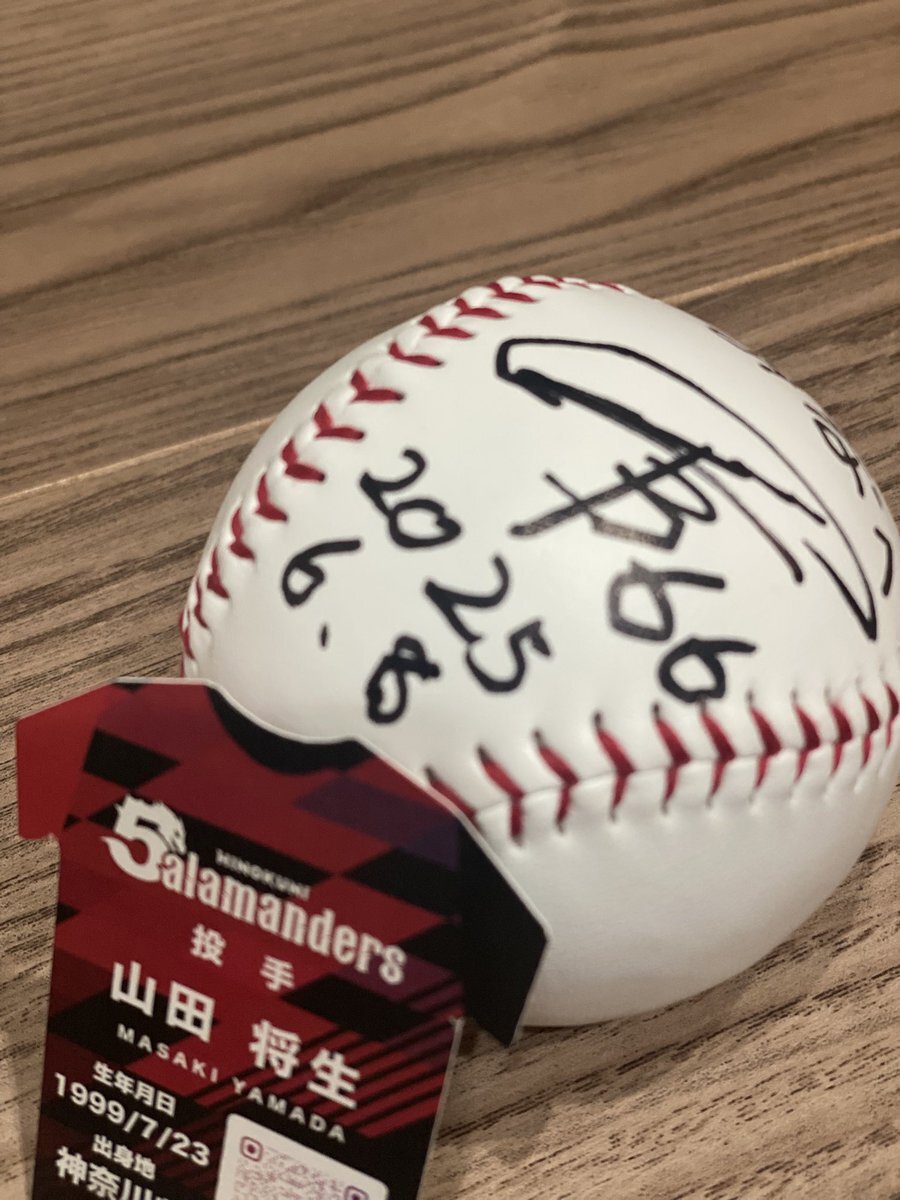 2025
6.8
66
HINOKUNI
Salamanders
投手
山田 将生
MASAKI YAMADA
生年月日
1999/7/23
出身地
神奈川